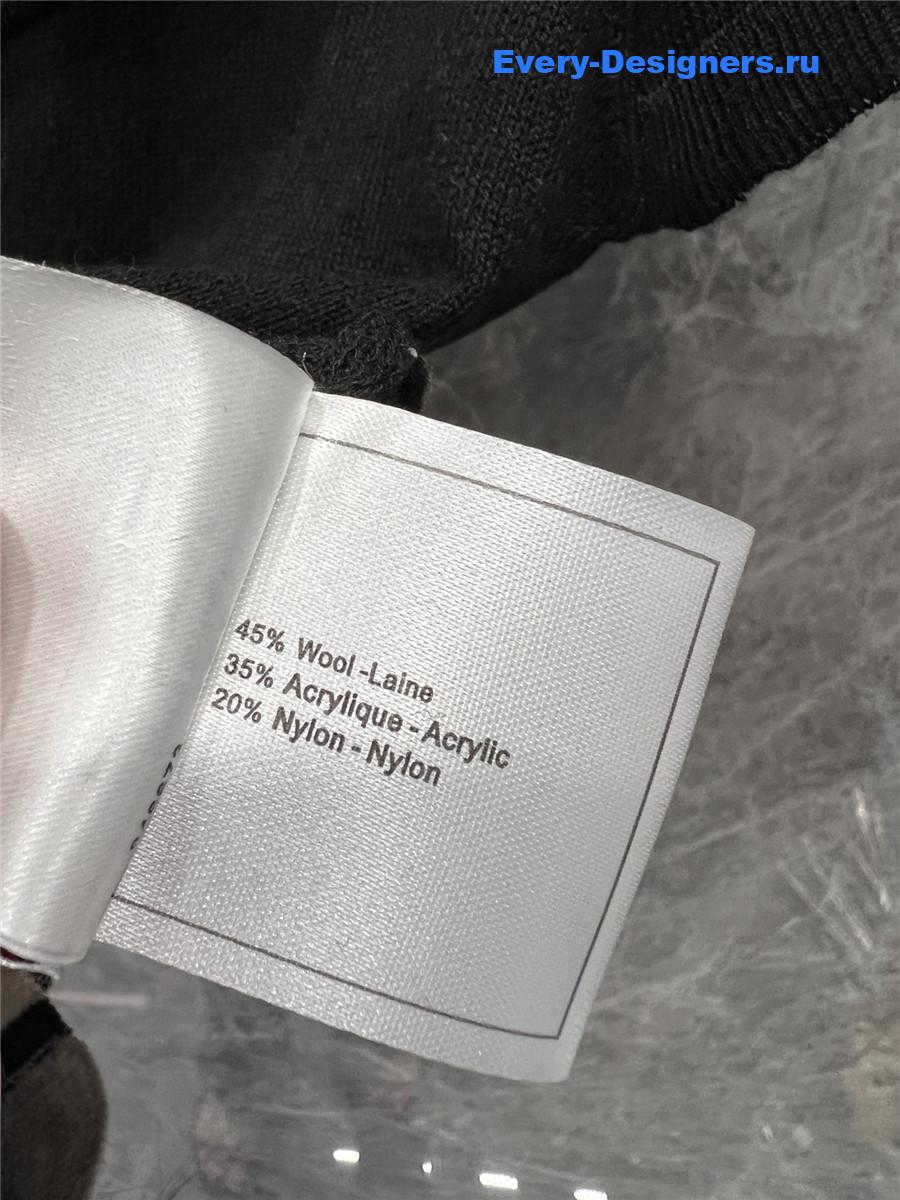 Every-Designers.ru
45% Wool -Laine
35% Acrylique - Acrylic
20% Nylon - Nylon